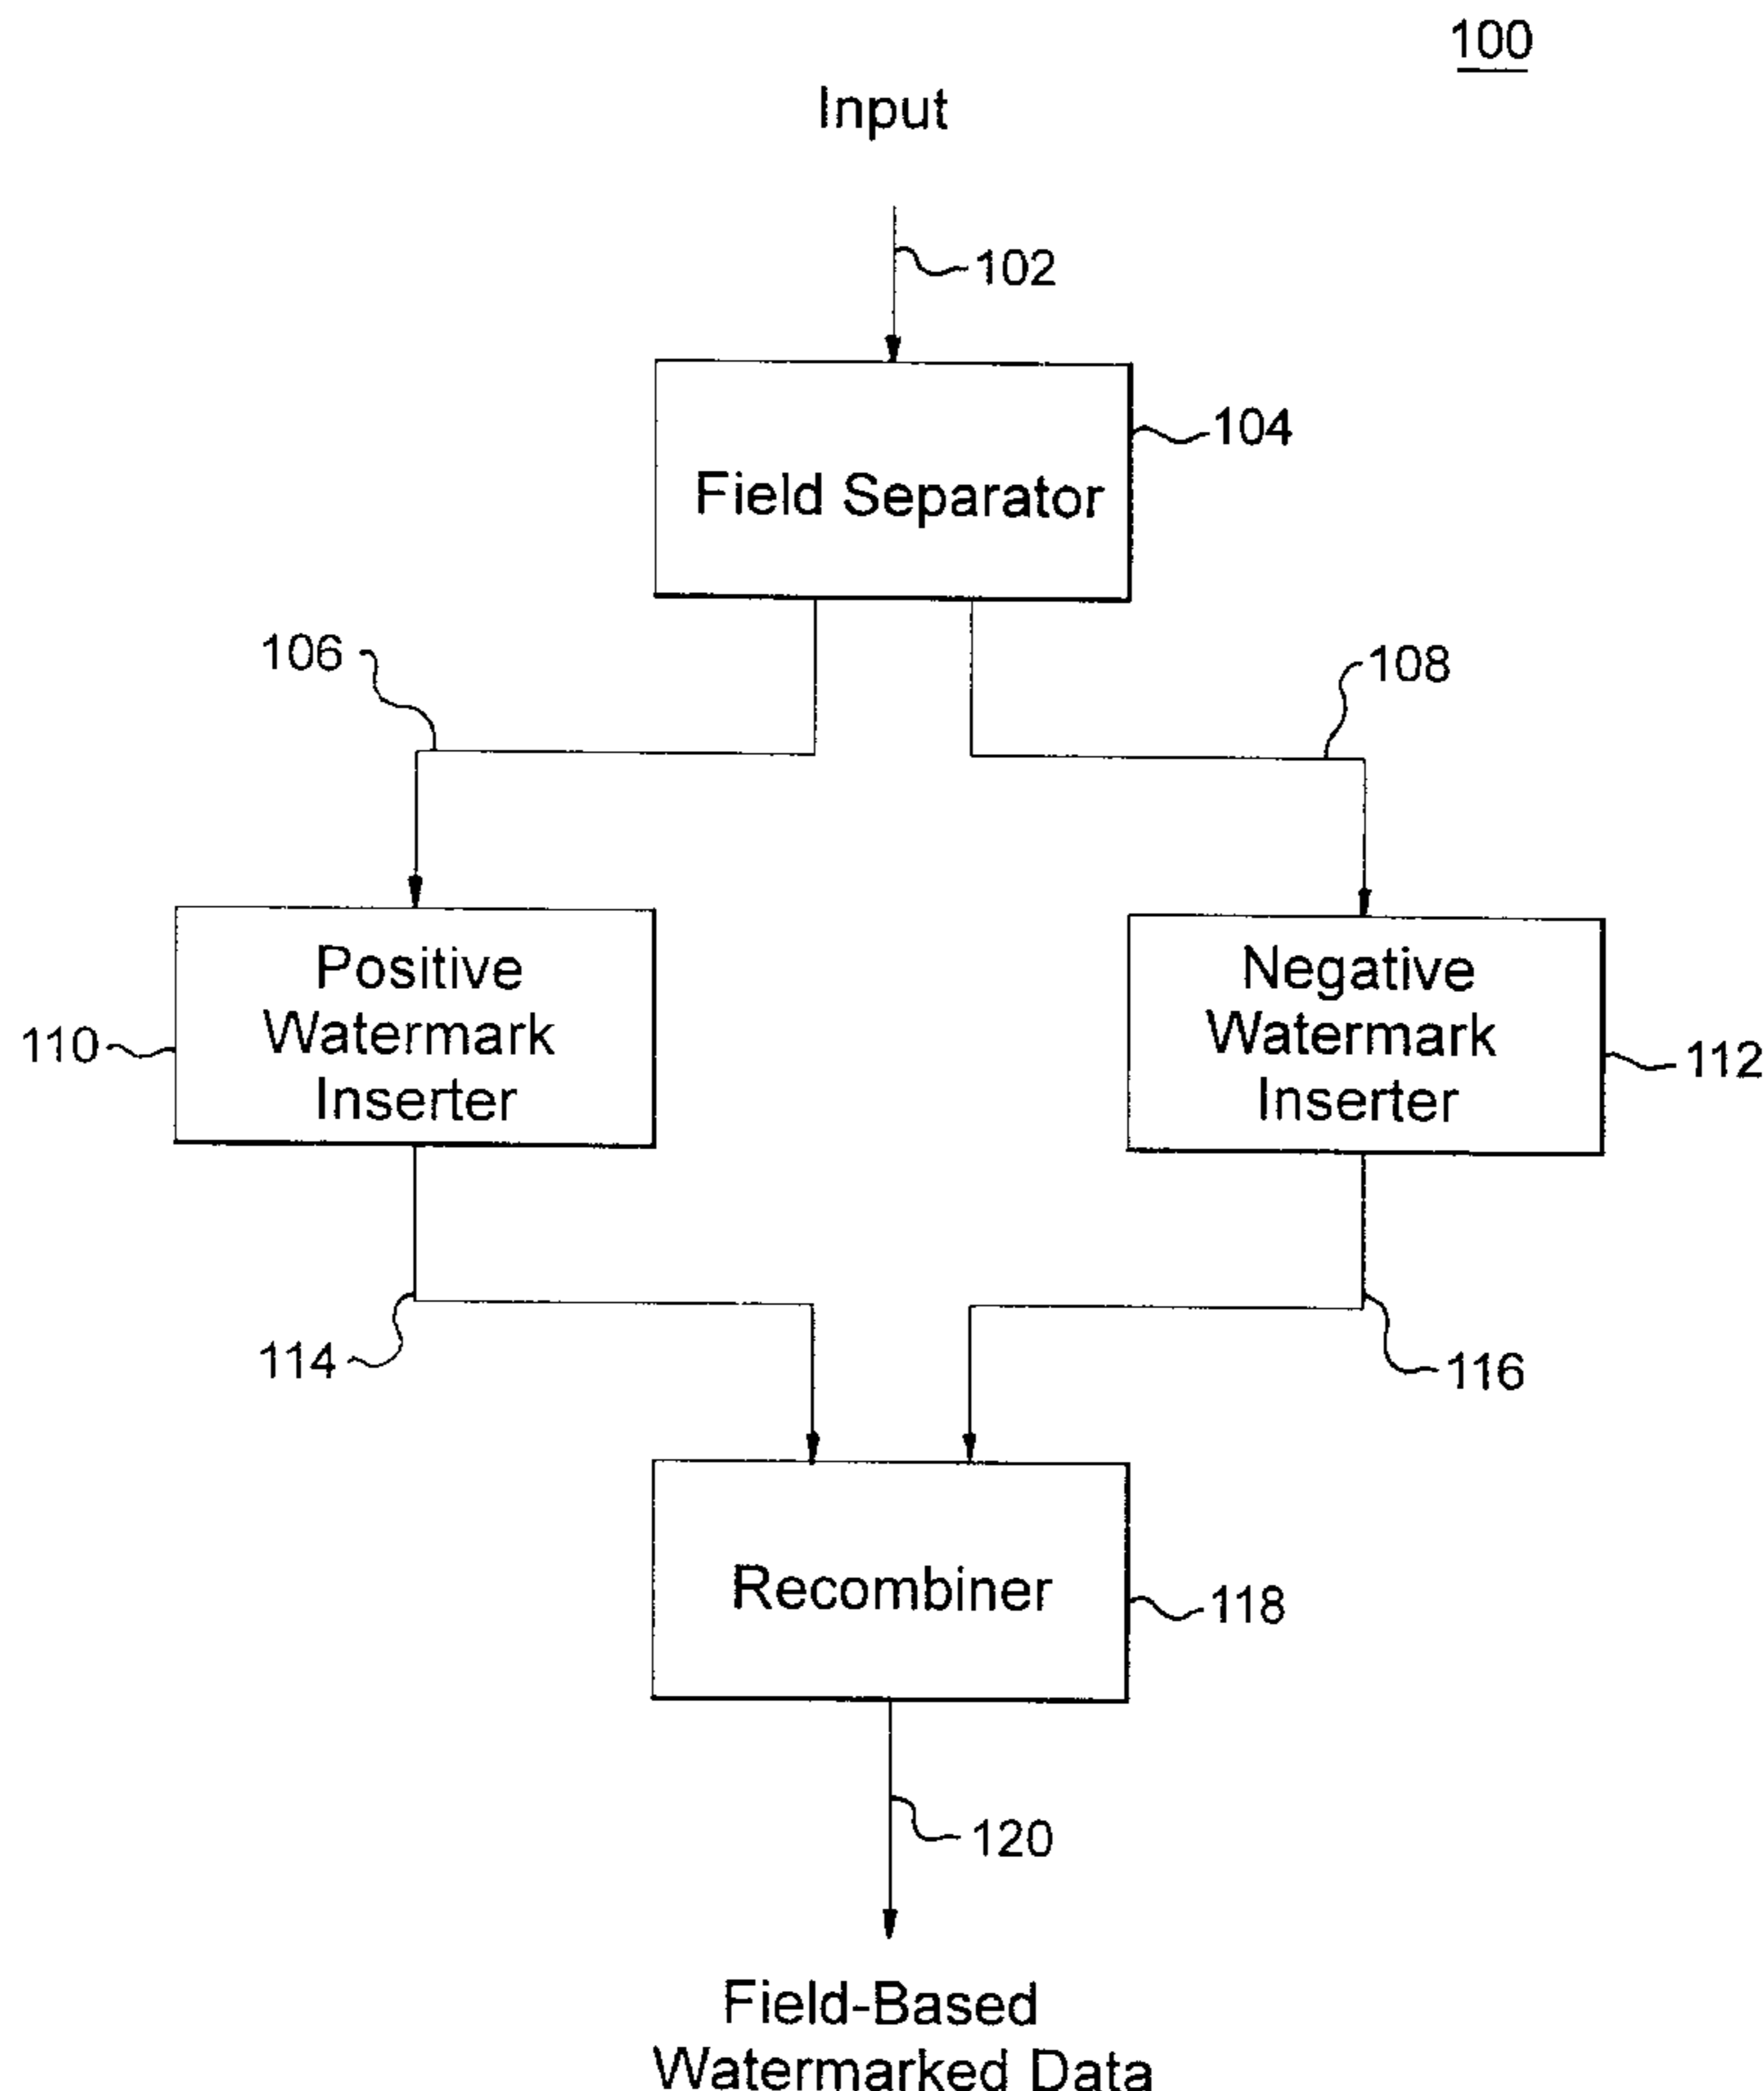 100
Input
102
104
Field Separator
106
108
Positive
Watermark
Inserter
110
Negative
Watermark
Inserter
112
114
116
Recombiner
118
120
Field-Based
Watermarked Data